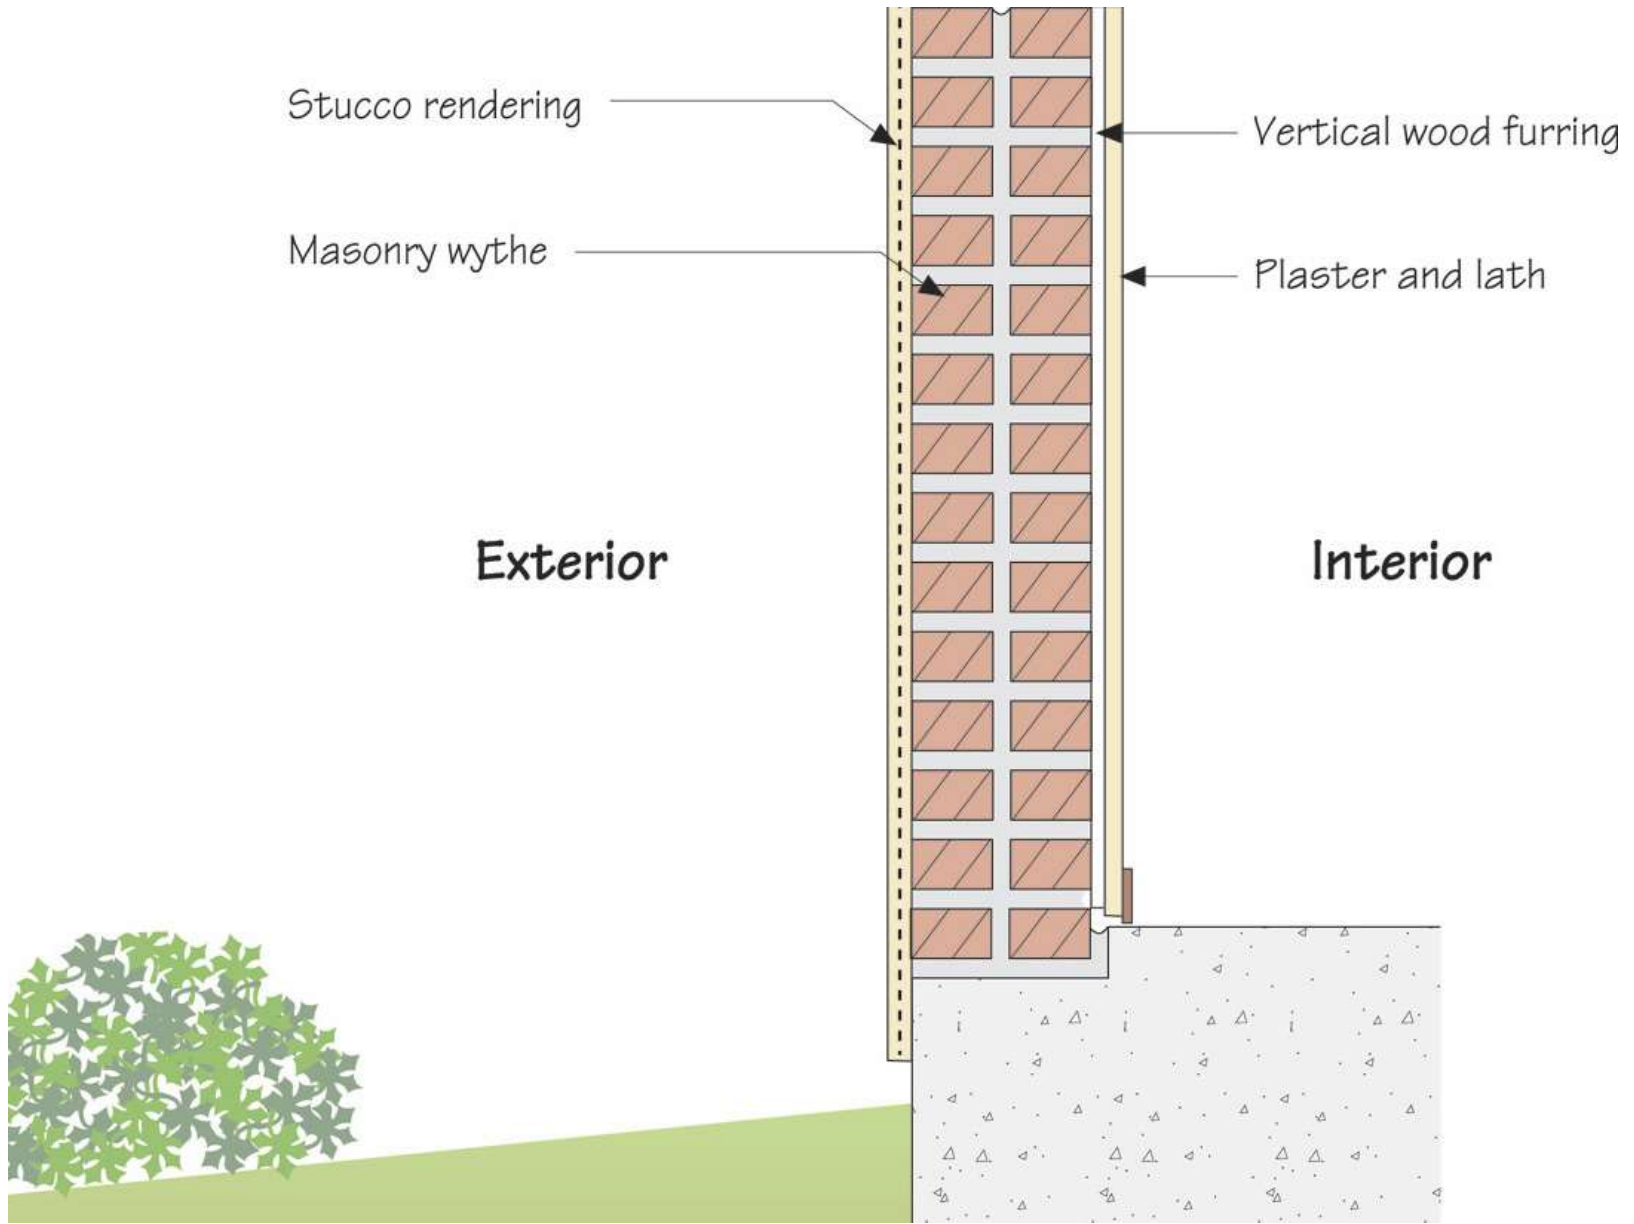 Stucco rendering
Vertical wood furring
Masonry wythe
Plaster and lath
Exterior
Interior